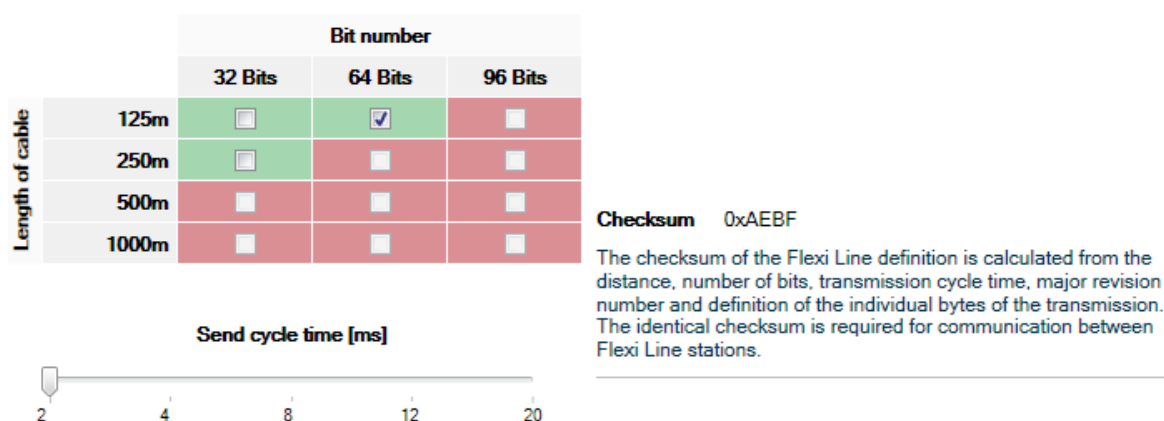 Bit number
32 Bits 64 Bits 96 Bits
Length of cable
125m
250m
500m
1000m
Send cycle time [ms]
2 4 8 12 20
Checksum 0xAEBF
The checksum of the Flexi Line definition is calculated from the
distance, number of bits, transmission cycle time, major revision
number and definition of the individual bytes of the transmission.
The identical checksum is required for communication between
Flexi Line stations.